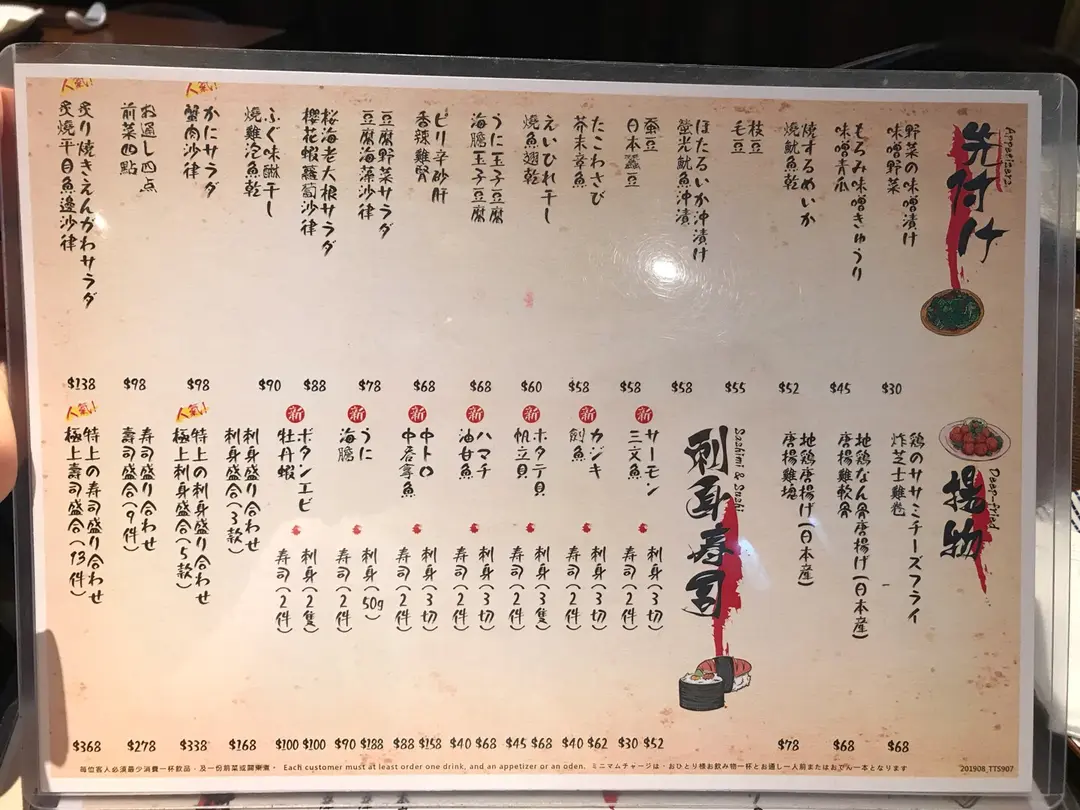 Appetizers
先付け
野菜の味噌漬け
味噌野菜
$30
もろみ味噌きゅうり
味噌青瓜
$45
焼するめいか
燒魷魚乾
$52
枝豆
毛豆
$55
ほたるいか沖漬け
螢光魷魚沖漬
$58
蚕豆
日本蠶豆
$58
たこわさび
芥末章魚
$58
えいひれ干し
燒魚翅乾
$60
うに玉子豆腐
海膽玉子豆腐
$68
ピリ辛砂肝
香辣雞腎
$68
豆腐野菜サラダ
豆腐海藻沙律
$78
桜海老大根サラダ
櫻花蝦蘿蔔沙律
$88
ふぐ味醂干し
燒雞泡魚乾
$90
人氣!
かにサラダ
蟹肉沙律
$98
お通し四点
前菜四點
$98
人氣!
炙り焼きえんがわサラダ
炙燒平目魚邊沙律
$138
Deep-fried
揚物
鶏のササミチーズフライ
炸芝士雞卷
$68
地鶏なん骨唐揚げ(日本産)
唐揚雞軟骨
$68
地鶏唐揚げ(日本産)
唐揚雞塊
$78
Sashimi & Sushi
刺身寿司
新
サーモン
三文魚
刺身(3切)
$52
寿司(2件)
$30
新
カジキ
劍魚
刺身(3切)
$62
寿司(2件)
$40
新
ホタテ貝
帆立貝
刺身(3隻)
$68
寿司(2件)
$45
新
ハマチ
油甘魚
刺身(3切)
$68
寿司(2件)
$40
新
中トロ
中吞拿魚
刺身(3切)
$158
寿司(2件)
$88
新
うに
海膽
刺身(50g)
$188
寿司(2件)
$90
新
ボタンエビ
牡丹蝦
刺身(2隻)
$100
寿司(2件)
$100
刺身盛り合わせ
刺身盛合(3款)
$168
人氣!
特上の刺身盛り合わせ
極上刺身盛合(5款)
$338
寿司盛り合わせ
壽司盛合(9件)
$278
人氣!
特上の寿司盛り合わせ
極上壽司盛合(13件)
$368
每位客人必須最少消費一杯飲品，及一份前菜或關東煮。 Each customer must at least order one drink, and an appetizer or an oden. ミニマムチャージは、おひとり様お飲み物一杯とお通し一人前またはおでん一本となります
201908_TTS907